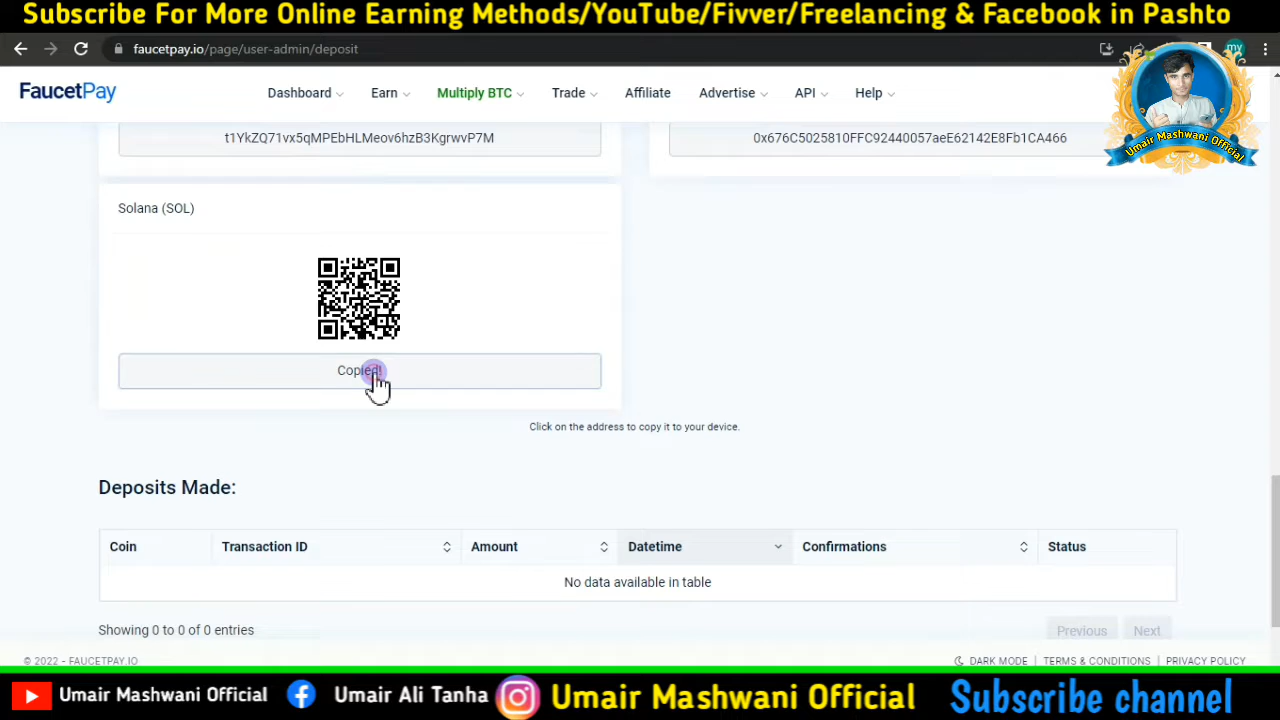 Subscribe For More Online Earning Methods/YouTube/Fivver/Freelancing & Facebook in Pashto
faucetpay.io/page/user-admin/deposit
my
FaucetPay
Dashboard Earn Multiply BTC Trade Affiliate Advertise API Help
Umair Mashwani Official
t1YkZQ71vx5qMPEbHLMeov6hzB3KgrwvP7M 0x676C5025810FFC92440057aeE62142E8Fb1CA466
Solana (SOL)
Copied!
Click on the address to copy it to your device.
Deposits Made:
Coin Transaction ID Amount Datetime Confirmations Status
No data available in table
Showing 0 to 0 of 0 entries
Previous Next
© 2022 - FAUCETPAY.IO DARK MODE | TERMS & CONDITIONS | PRIVACY POLICY
Umair Mashwani Official Umair Ali Tanha Umair Mashwani Official Subscribe channel